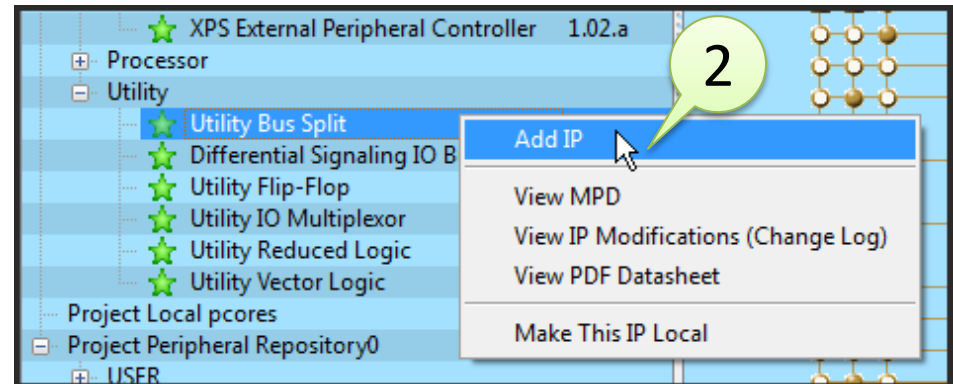 XPS External Peripheral Controller 1.02.a
Processor
2
Utility
Utility Bus Split
Differential Signaling IO B
Utility Flip-Flop
Utility IO Multiplexor
Utility Reduced Logic
Utility Vector Logic
Project Local pcores
Project Peripheral Repository0
USER
Add IP
View MPD
View IP Modifications (Change Log)
View PDF Datasheet
Make This IP Local